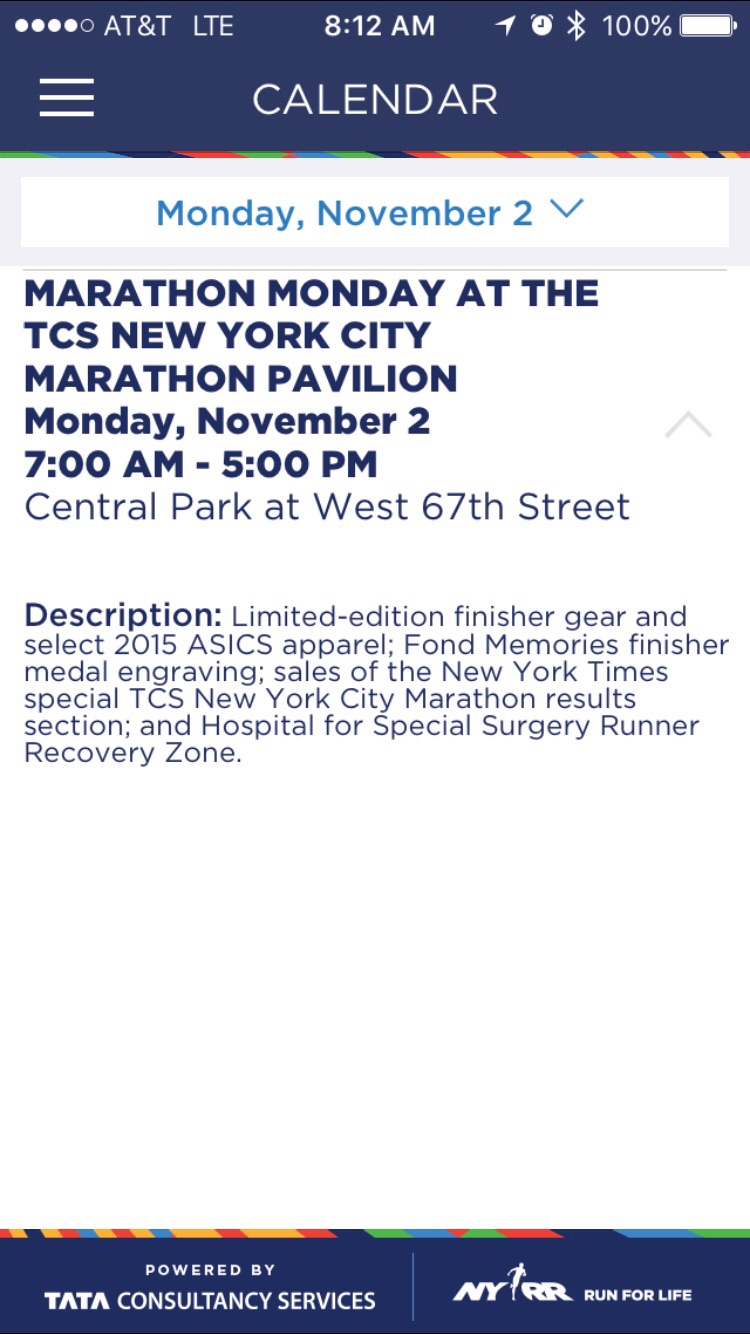 AT&T LTE 8:12 AM 100%
CALENDAR
Monday, November 2
MARATHON MONDAY AT THE
TCS NEW YORK CITY
MARATHON PAVILION
Monday, November 2
7:00 AM - 5:00 PM
Central Park at West 67th Street
Description: Limited-edition finisher gear and
select 2015 ASICS apparel; Fond Memories finisher
medal engraving; sales of the New York Times
special TCS New York City Marathon results
section; and Hospital for Special Surgery Runner
Recovery Zone.
POWERED BY
TATA CONSULTANCY SERVICES
NYRR RUN FOR LIFE